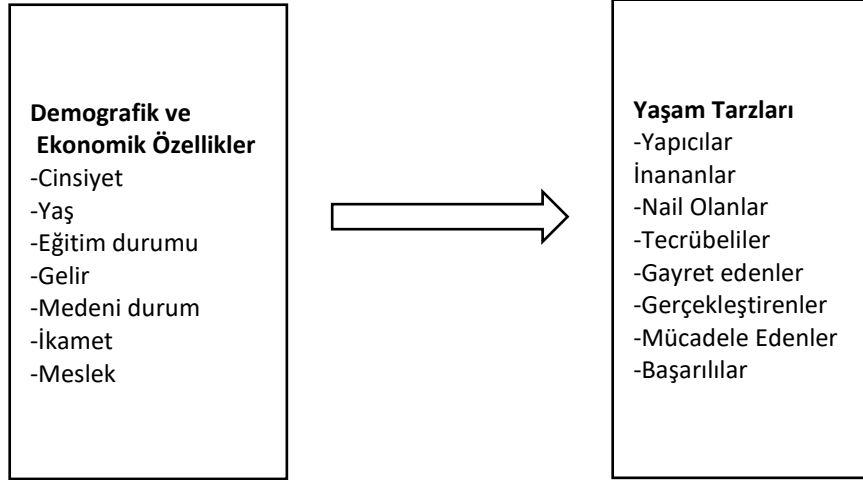 Demografik ve
Ekonomik Özellikler
-Cinsiyet
-Yaş
-Eğitim durumu
-Gelir
-Medeni durum
-İkamet
-Meslek
Yaşam Tarzları
-Yapıcılar
İnananlar
-Nail Olanlar
-Tecrübeliler
-Gayret edenler
-Gerçekleştirenler
-Mücadele Edenler
-Başarılılar